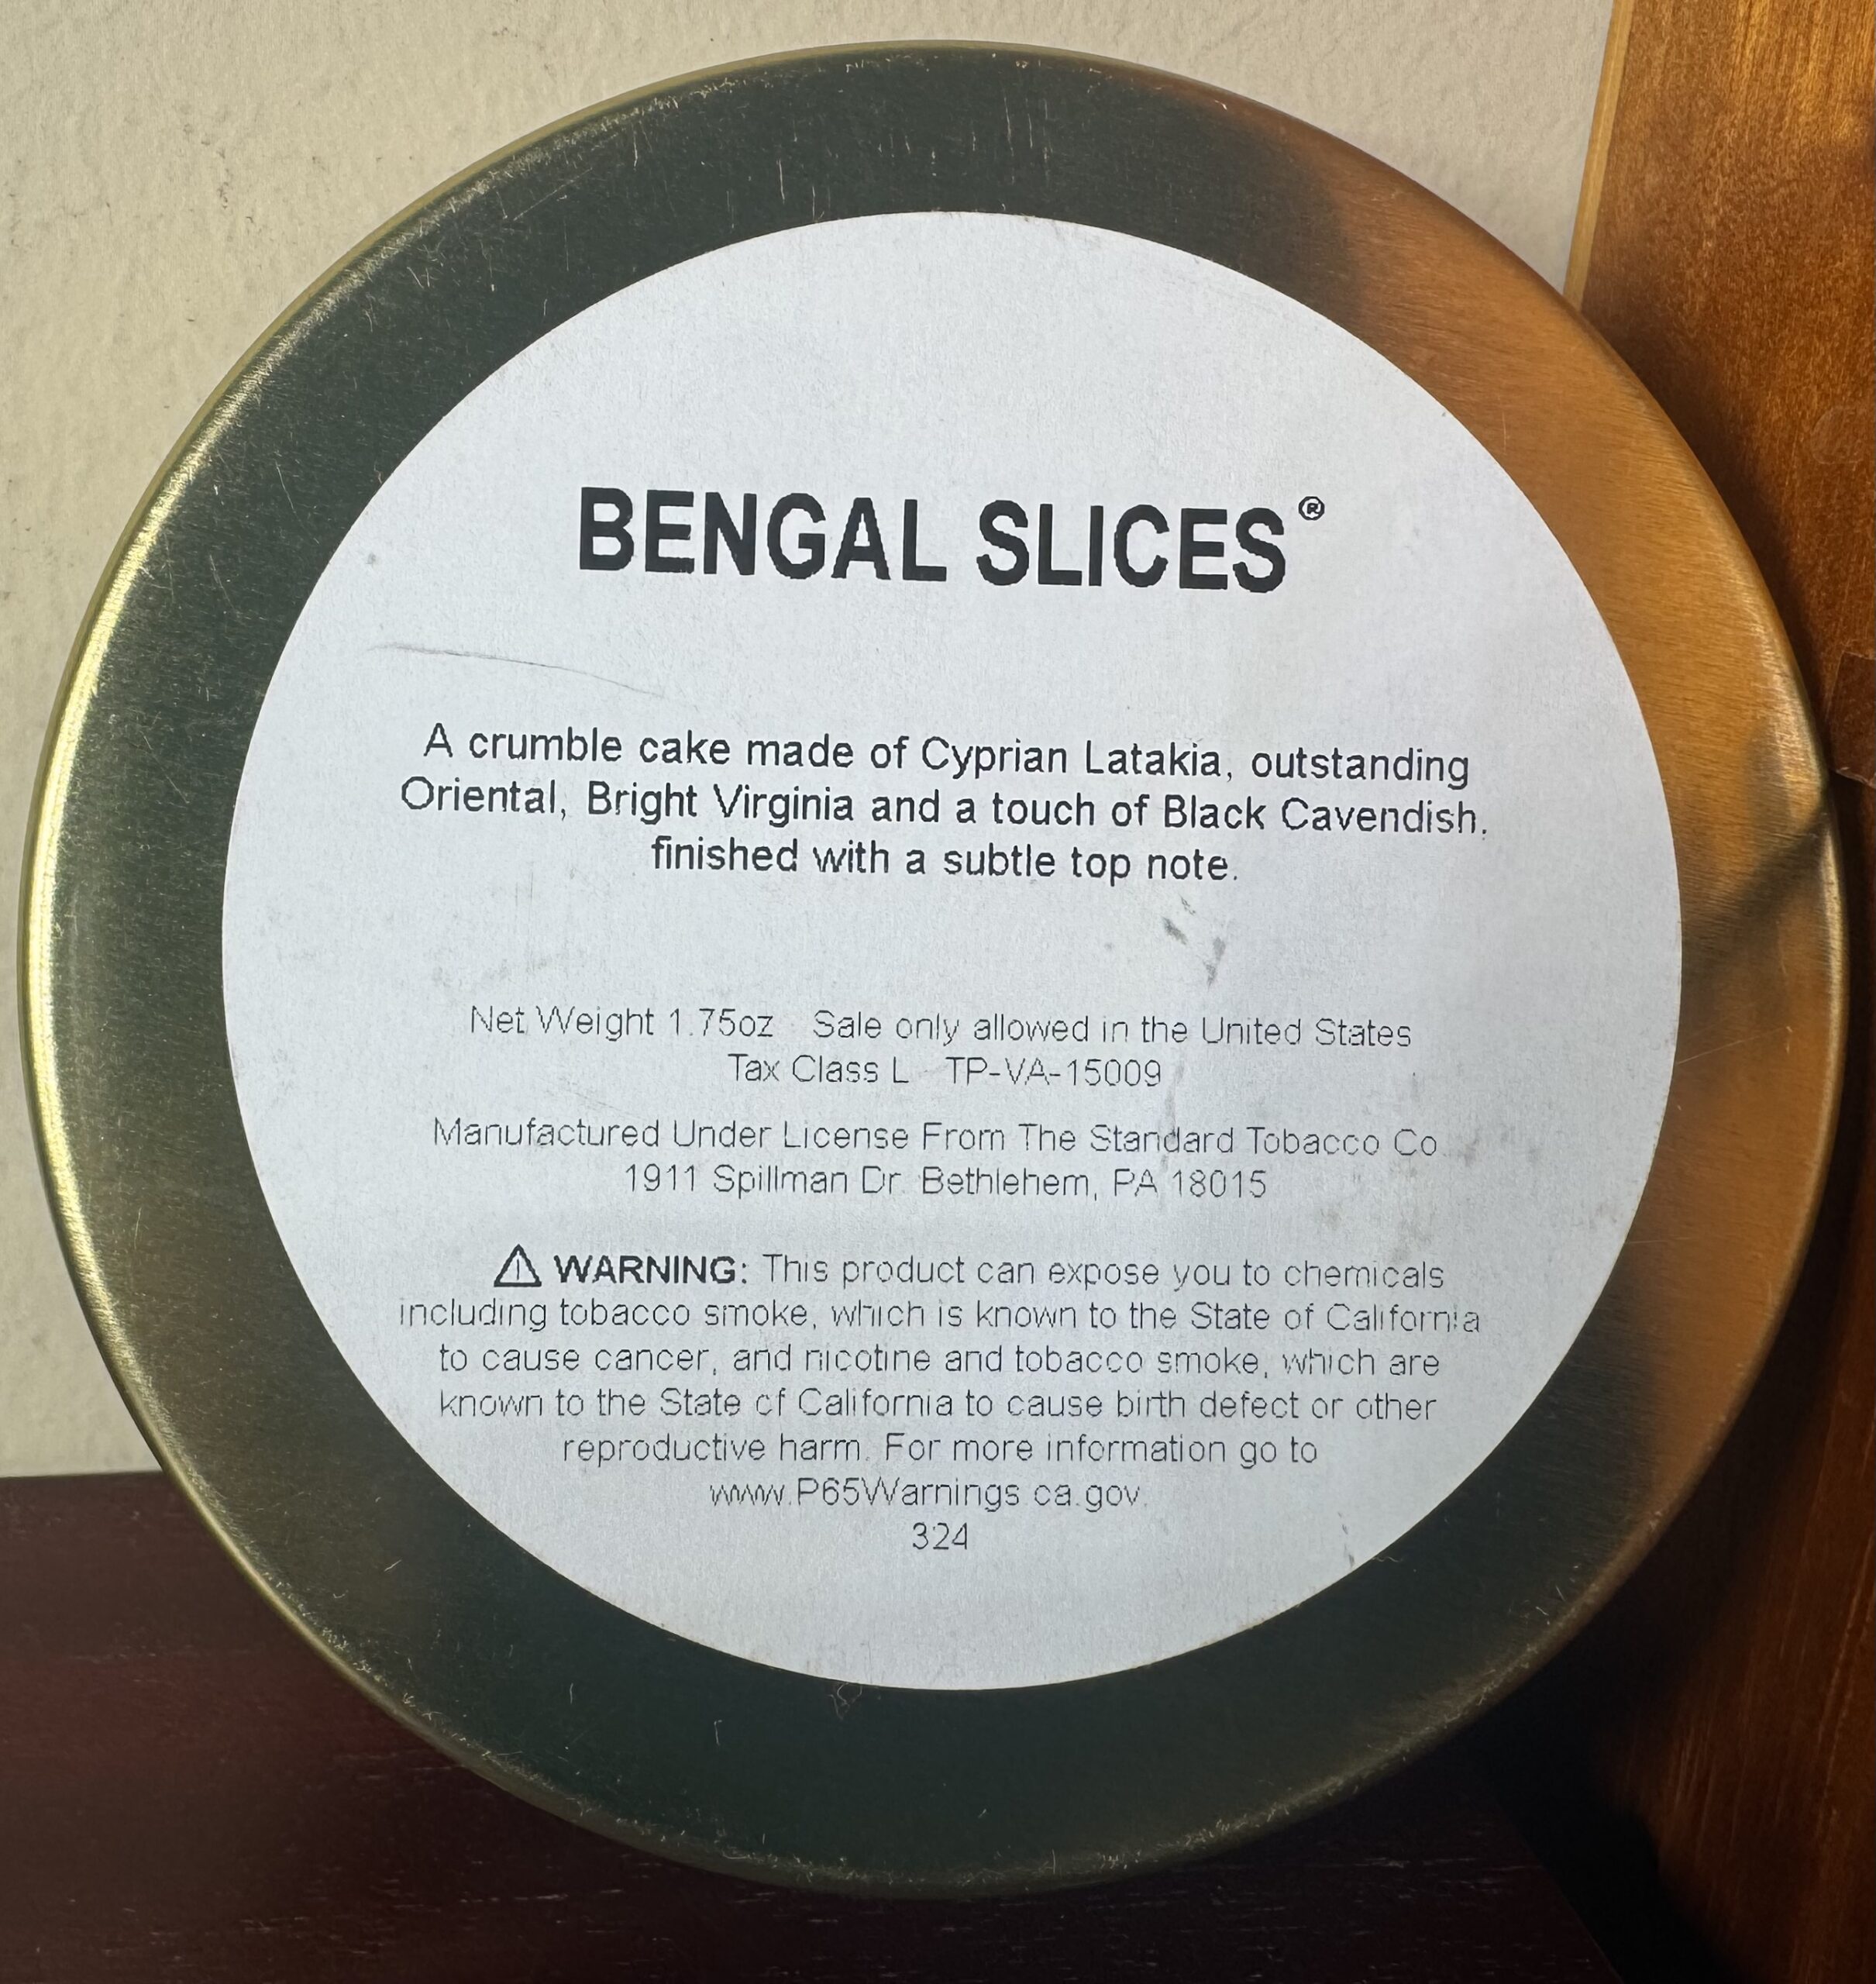 BENGAL SLICES®
A crumble cake made of Cyprian Latakia, outstanding
Oriental, Bright Virginia and a touch of Black Cavendish,
finished with a subtle top note.
Net Weight 1.75oz Sale only allowed in the United States
Tax Class L TP-VA-15009
Manufactured Under License From The Standard Tobacco Co
1911 Spillman Dr. Bethlehem, PA 18015
⚠ WARNING: This product can expose you to chemicals
including tobacco smoke, which is known to the State of California
to cause cancer, and nicotine and tobacco smoke, which are
known to the State of California to cause birth defect or other
reproductive harm. For more information go to
www.P65Warnings.ca.gov.
324